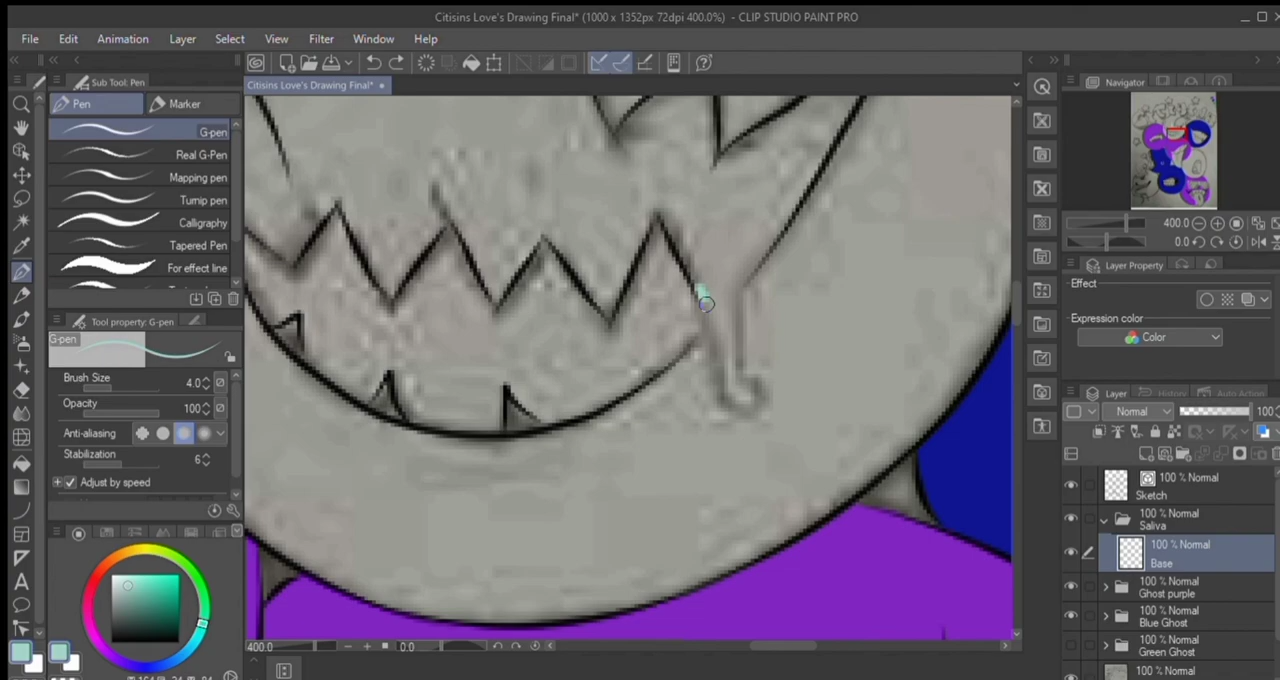 Citisins Love's Drawing Final* (1000 x 1352px 72dpi 400.0%) - CLIP STUDIO PAINT PRO
File Edit Animation Layer Select View Filter Window Help
Sub Tool: Pen
Citisins Love's Drawing Final*
Navigator
Pen
Marker
G-pen
Real G-Pen
Mapping pen
Turnip pen
Calligraphy
Tapered Pen
For effect line
400.0
0.0
Layer Property
Effect
Expression color
Color
Tool property: G-pen
G-pen
Brush Size 4.0
Opacity 100
Anti-aliasing
Stabilization 6
Adjust by speed
Layer
History
Auto Action
Normal
100
100 % Normal
Sketch
100 % Normal
Saliva
100 % Normal
Base
100 % Normal
Ghost purple
100 % Normal
Blue Ghost
100 % Normal
Green Ghost
100 % Normal
400.0
0.0